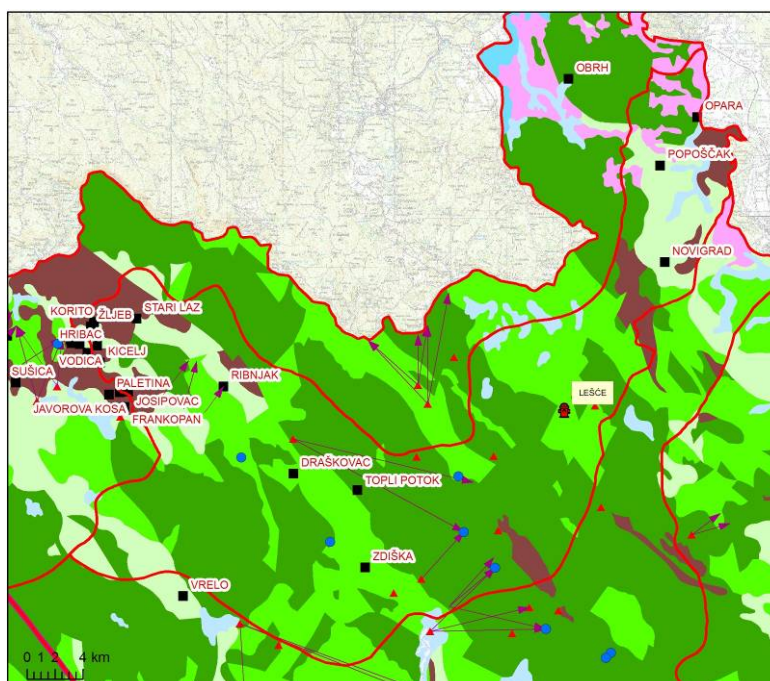 OBRH
OPARA
POPOŠČAK
NOVIGRAD
KORITO
STARI LAZ
ŽLJEB
HRIBAC
KICELJ
VODICA
SUŠICA
RIBNJAK
PALETINA
JOSIPOVAC
JAVOROVA KOSA
FRANKOPAN
LEŠĆE
DRAŠKOVAC
TOPLI POTOK
ZDIŠKA
VRELO
0 1 2 4 km